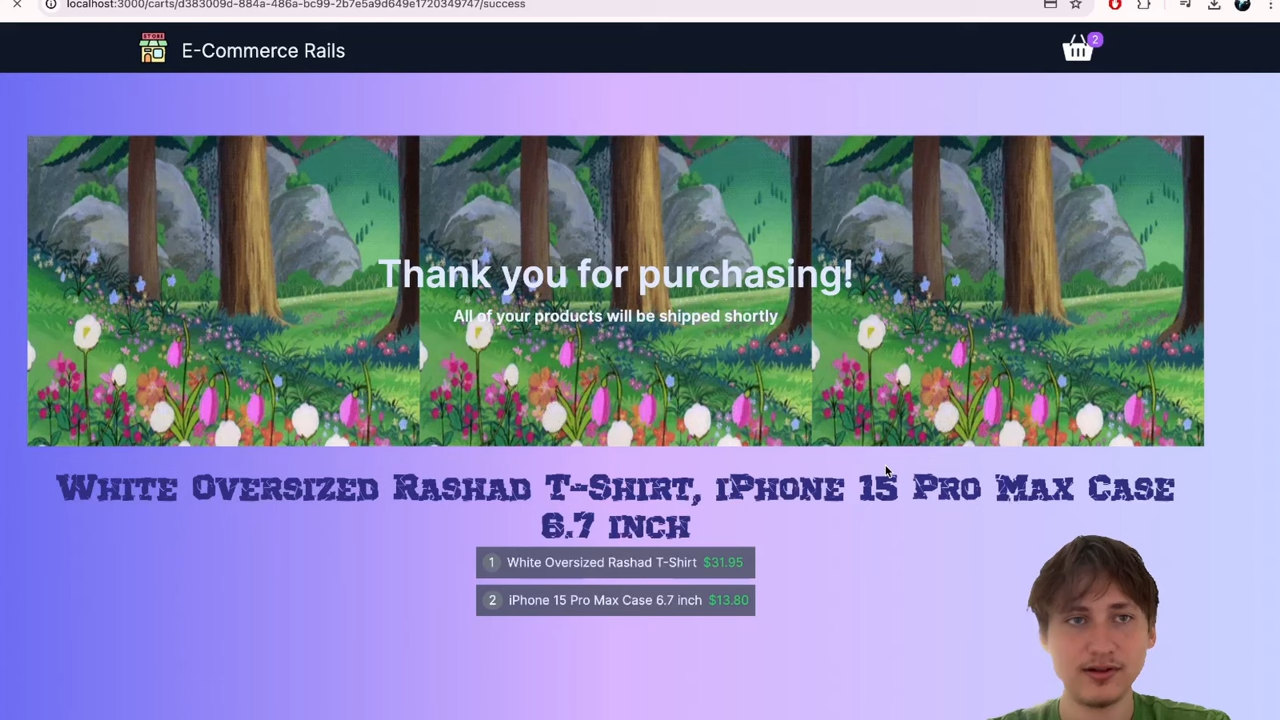 localhost:3000/carts/d383009d-884a-486a-bc99-2b7e5a9d649e1720349747/success
STORE
E-Commerce Rails
2
Thank you for purchasing!
All of your products will be shipped shortly
White Oversized Rashad T-Shirt, iPhone 15 Pro Max Case
6.7 inch
1 White Oversized Rashad T-Shirt $31.95
2 iPhone 15 Pro Max Case 6.7 inch $13.80